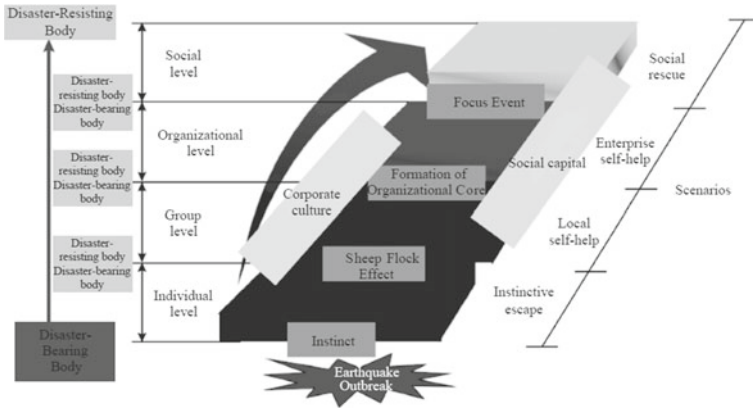 Disaster-Resisting
Body
Social
level
Disaster-
resisting body
Disaster-bearing
body
Organizational
level
Disaster-
resisting body
Disaster-bearing
body
Group
level
Disaster-
resisting body
Disaster-bearing
body
Individual
level
Disaster-
Bearing
Body
Focus Event
Formation of
Organizational Core
Corporate
culture
Social capital
Sheep Flock
Effect
Instinct
Earthquake
Outbreak
Social
rescue
Enterprise
self-help
Scenarios
Local
self-help
Instinctive
escape